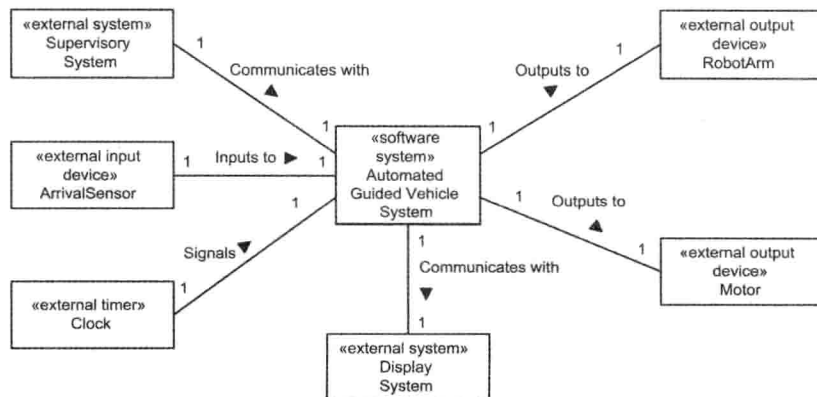 «external system»
Supervisory
System
1
Communicates with
1
«external input
device»
ArrivalSensor
1
Inputs to
1
«external timer»
Clock
1
Signals
1
«software
system»
Automated
Guided Vehicle
System
1
Outputs to
1
«external output
device»
RobotArm
1
Outputs to
1
«external output
device»
Motor
1
Communicates with
1
«external system»
Display
System